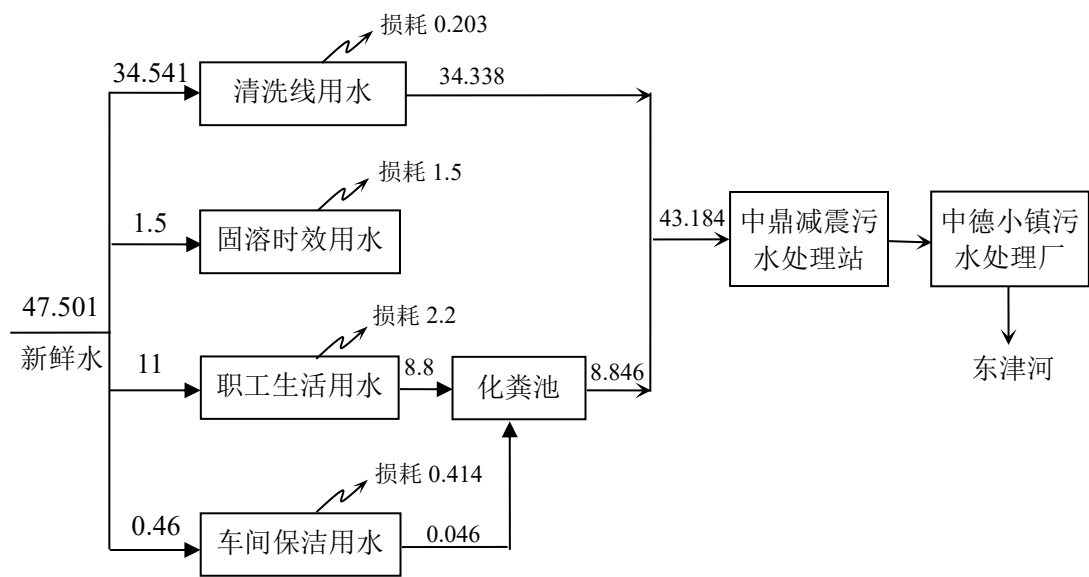 损耗 0.203
34.541
清洗线用水
34.338
损耗 1.5
1.5
固溶时效用水
43.184
中鼎减震污
水处理站
中德小镇污
水处理厂
47.501
新鲜水
损耗 2.2
11
职工生活用水
8.8
化粪池
8.846
东津河
损耗 0.414
0.46
车间保洁用水
0.046